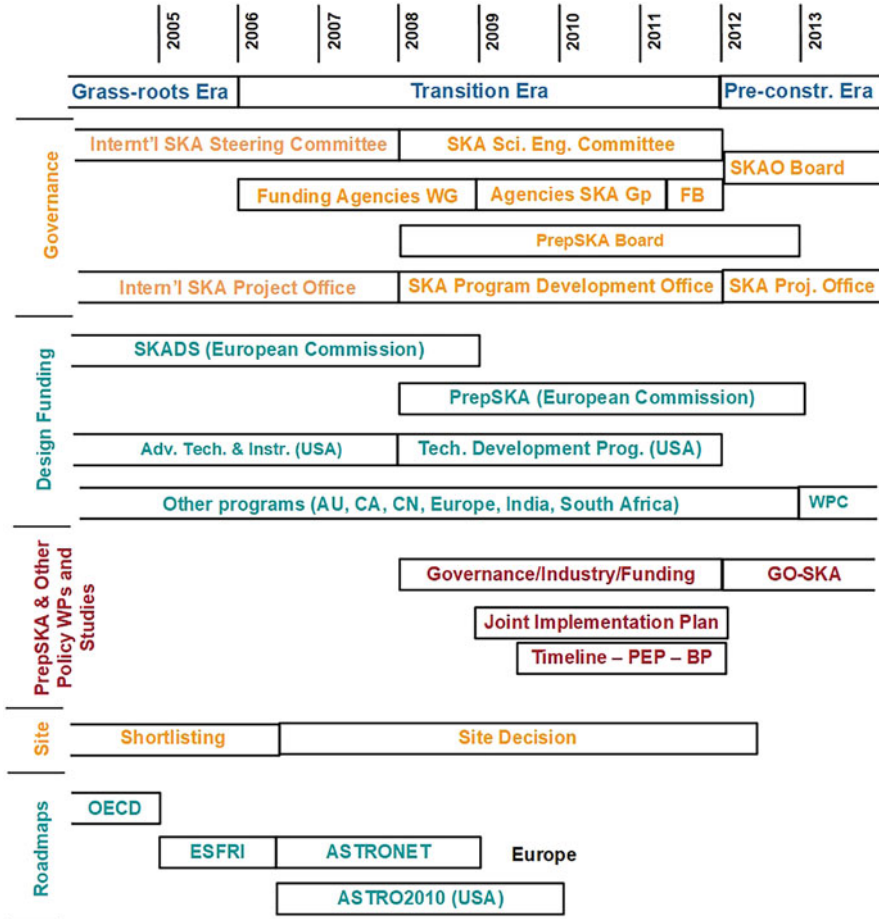 2005
2006
2007
2008
2009
2010
2011
2012
2013
Grass-roots Era
Transition Era
Pre-constr. Era
Governance
Internt'l SKA Steering Committee
SKA Sci. Eng. Committee
SKAO Board
Funding Agencies WG
Agencies SKA Gp
FB
PrepSKA Board
Intern'l SKA Project Office
SKA Program Development Office
SKA Proj. Office
Design Funding
SKADS (European Commission)
PrepSKA (European Commission)
Adv. Tech. & Instr. (USA)
Tech. Development Prog. (USA)
Other programs (AU, CA, CN, Europe, India, South Africa)
WPC
PrepSKA & Other
Policy WPs and
Studies
Governance/Industry/Funding
GO-SKA
Joint Implementation Plan
Timeline – PEP – BP
Site
Shortlisting
Site Decision
Roadmaps
OECD
ESFRI
ASTRONET
Europe
ASTRO2010 (USA)